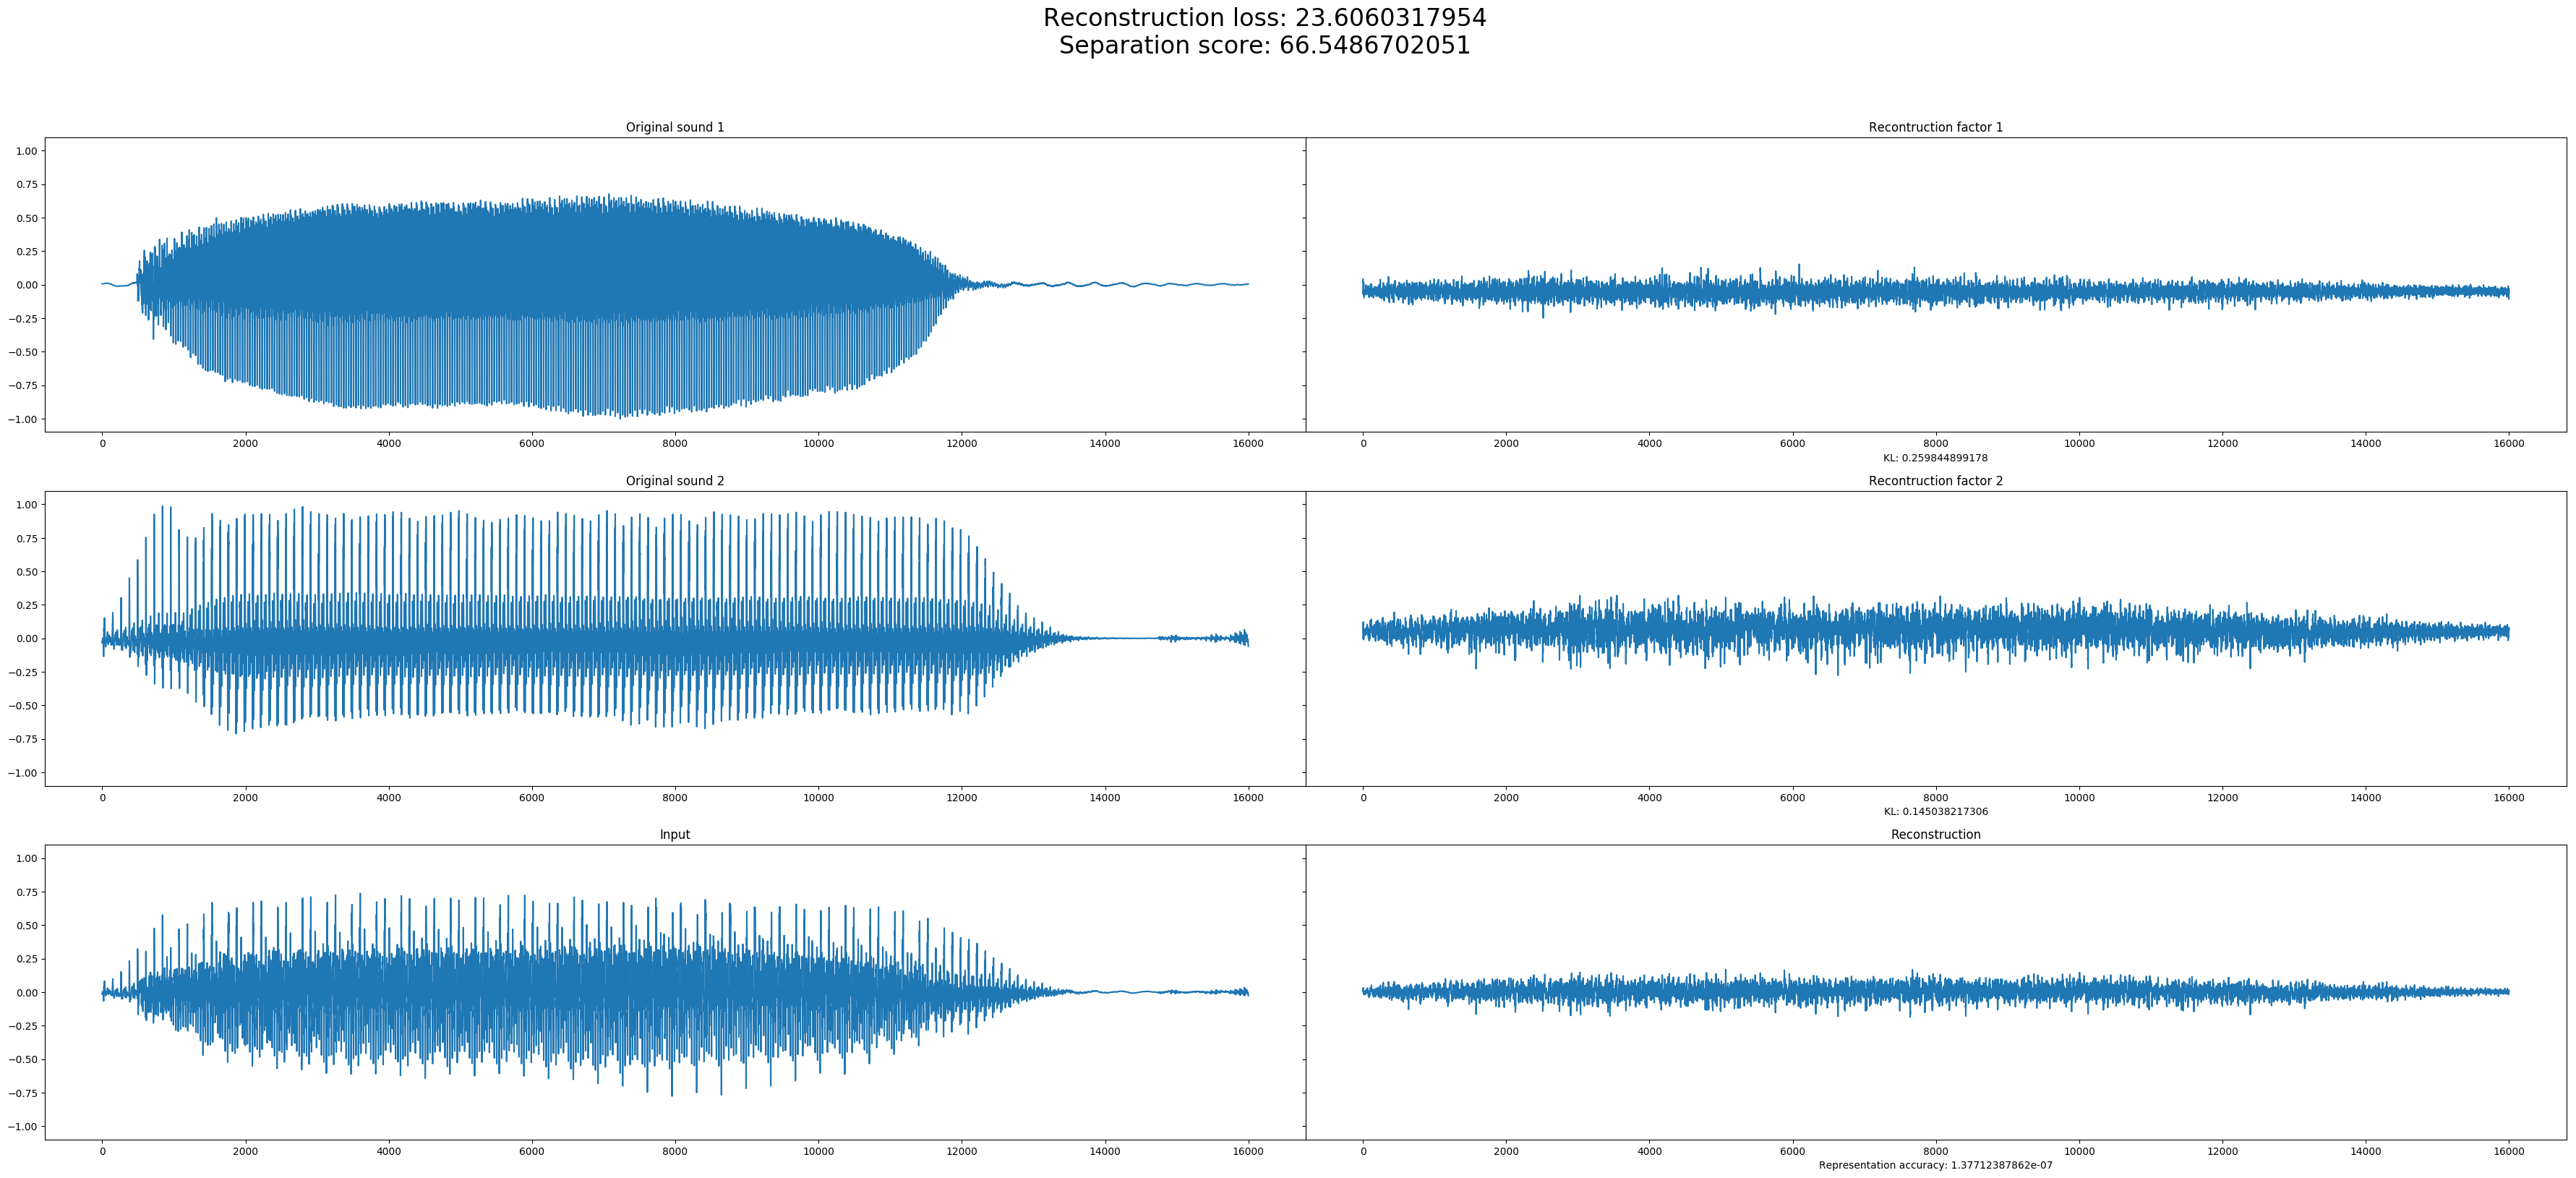 Reconstruction loss: 23.6060317954
Separation score: 66.5486702051
Original sound 1
1.00
0.75
0.50
0.25
0.00
−0.25
−0.50
−0.75
−1.00
0 2000 4000 6000 8000 10000 12000 14000 16000
Recontruction factor 1
0 2000 4000 6000 8000 10000 12000 14000 16000
KL: 0.259844899178
Original sound 2
1.00
0.75
0.50
0.25
0.00
−0.25
−0.50
−0.75
−1.00
0 2000 4000 6000 8000 10000 12000 14000 16000
Recontruction factor 2
0 2000 4000 6000 8000 10000 12000 14000 16000
KL: 0.145038217306
Input
1.00
0.75
0.50
0.25
0.00
−0.25
−0.50
−0.75
−1.00
0 2000 4000 6000 8000 10000 12000 14000 16000
Reconstruction
0 2000 4000 6000 8000 10000 12000 14000 16000
Representation accuracy: 1.37712387862e-07